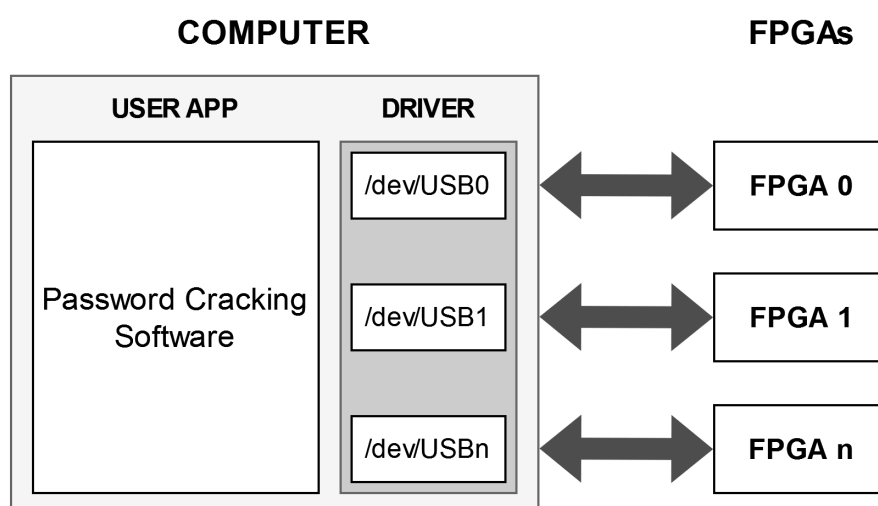 COMPUTER
FPGAs
USER APP
DRIVER
/dev/USB0
FPGA 0
Password Cracking
Software
/dev/USB1
FPGA 1
/dev/USBn
FPGA n